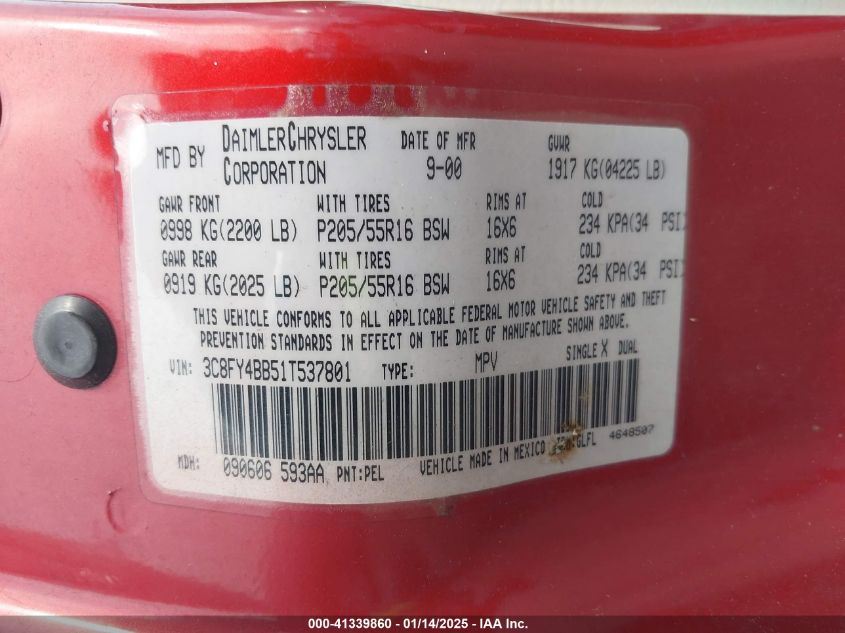 MFD BY DAIMLERCHRYSLER CORPORATION DATE OF MFR 9-00 GVWR 1917 KG(04225 LB)
GAWR FRONT WITH TIRES RIMS AT COLD
0998 KG(2200 LB) P205/55R16 BSW 16X6 234 KPA(34 PSI)
GAWR REAR WITH TIRES RIMS AT COLD
0919 KG(2025 LB) P205/55R16 BSW 16X6 234 KPA(34 PSI)
THIS VEHICLE CONFORMS TO ALL APPLICABLE FEDERAL MOTOR VEHICLE SAFETY AND THEFT
PREVENTION STANDARDS IN EFFECT ON THE DATE OF MANUFACTURE SHOWN ABOVE.
VIN: 3C8FY4BB51T537801 TYPE: MPV SINGLE X DUAL
MDH: 090606 593AA PNT:PEL VEHICLE MADE IN MEXICO GLFL 4648507
000-41339860 - 01/14/2025 - IAA Inc.